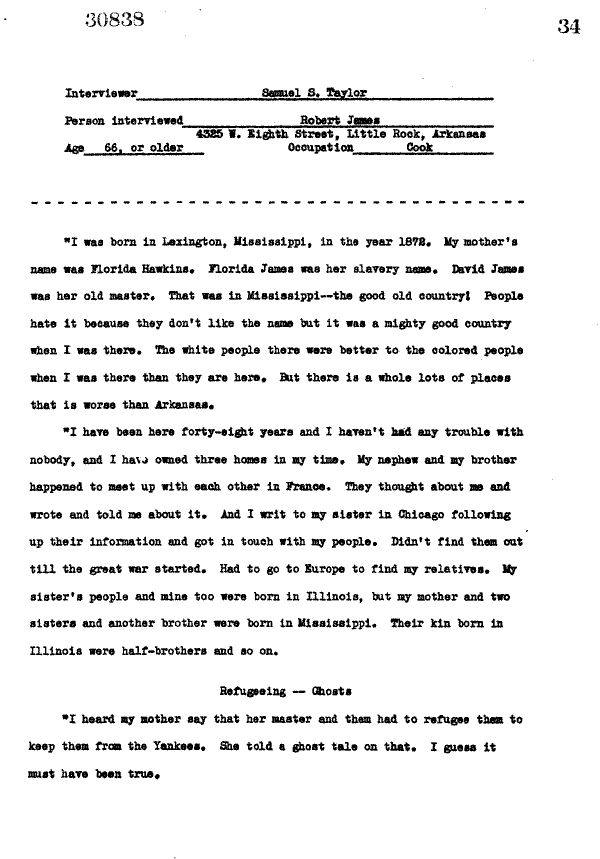 30838
34
Interviewer Samuel S. Taylor
Person interviewed Robert James
4325 W. Eighth Street, Little Rock, Arkansas
Age 66, or older Occupation Cook
- - - - - - - - - - - - - - - - - - - - - - - - - - - - - - - - - - - - - -
"I was born in Lexington, Mississippi, in the year 1872. My mother's
name was Florida Hawkins. Florida James was her slavery name. David James
was her old master. That was in Mississippi--the good old country! People
hate it because they don't like the name but it was a mighty good country
when I was there. The white people there were better to the colored people
when I was there than they are here. But there is a whole lots of places
that is worse than Arkansas.
"I have been here forty-eight years and I haven't had any trouble with
nobody, and I have owned three homes in my time. My nephew and my brother
happened to meet up with each other in France. They thought about me and
wrote and told me about it. And I writ to my sister in Chicago following
up their information and got in touch with my people. Didn't find them out
till the great war started. Had to go to Europe to find my relatives. My
sister's people and mine too were born in Illinois, but my mother and two
sisters and another brother were born in Mississippi. Their kin born in
Illinois were half-brothers and so on.
Refugeeing -- Ghosts
"I heard my mother say that her master and them had to refugee them to
keep them from the Yankees. She told a ghost tale on that. I guess it
must have been true.